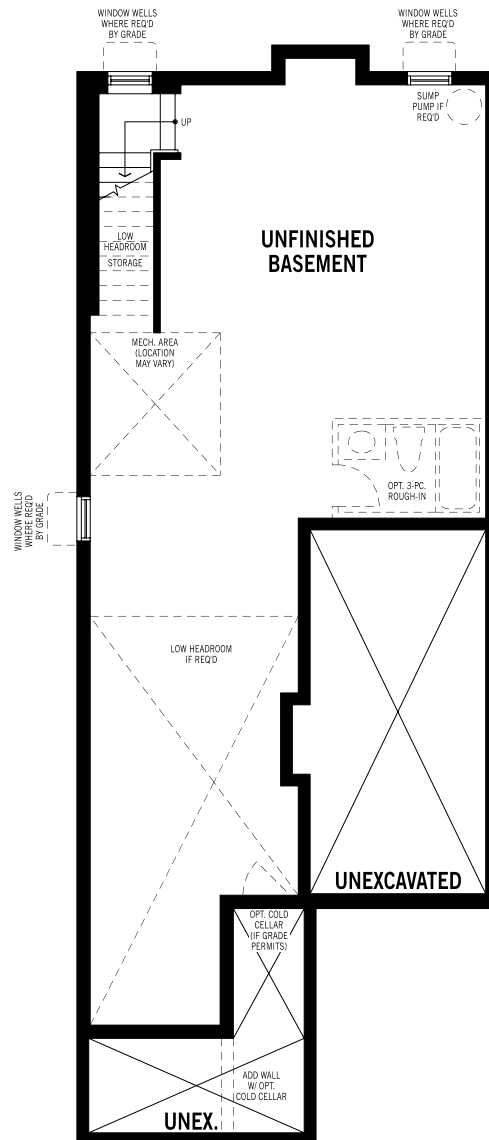 WINDOW WELLS
WHERE REQ'D
BY GRADE
WINDOW WELLS
WHERE REQ'D
BY GRADE
SUMP
PUMP IF
REQ'D
UP
UNFINISHED
BASEMENT
LOW
HEADROOM
STORAGE
MECH. AREA
(LOCATION
MAY VARY)
OPT. 3-PC.
ROUGH-IN
WINDOW WELLS
WHERE REQ'D
BY GRADE
LOW HEADROOM
IF REQ'D
UNEXCAVATED
OPT. COLD
CELLAR
(IF GRADE
PERMITS)
ADD WALL
W/ OPT.
COLD CELLAR
UNEX.